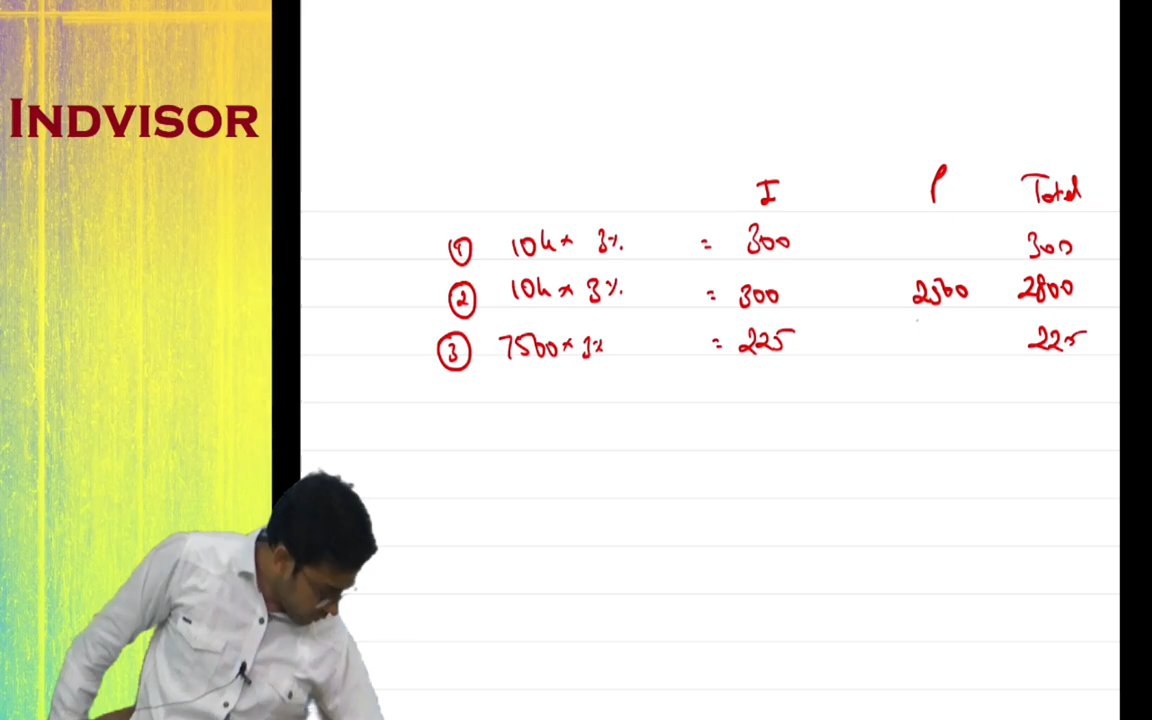 INDVISOR
I P Total
① 10k × 3% = 300 300
② 10k × 3% = 300 2500 2800
③ 7500 × 3% = 225 225